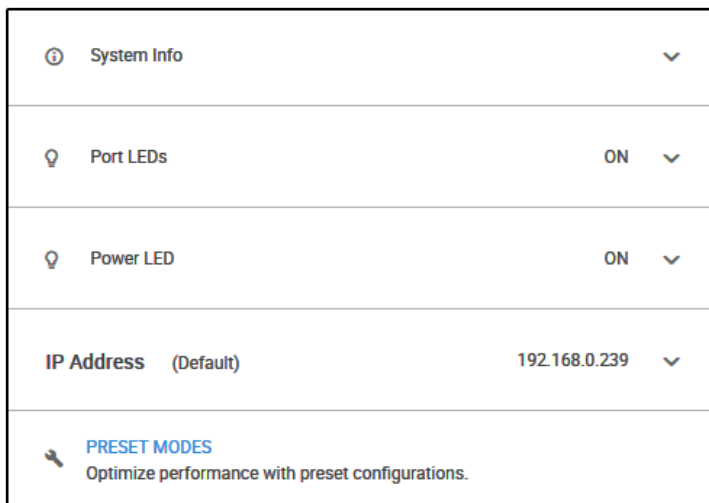 System Info
Port LEDs ON
Power LED ON
IP Address (Default) 192.168.0.239
PRESET MODES
Optimize performance with preset configurations.